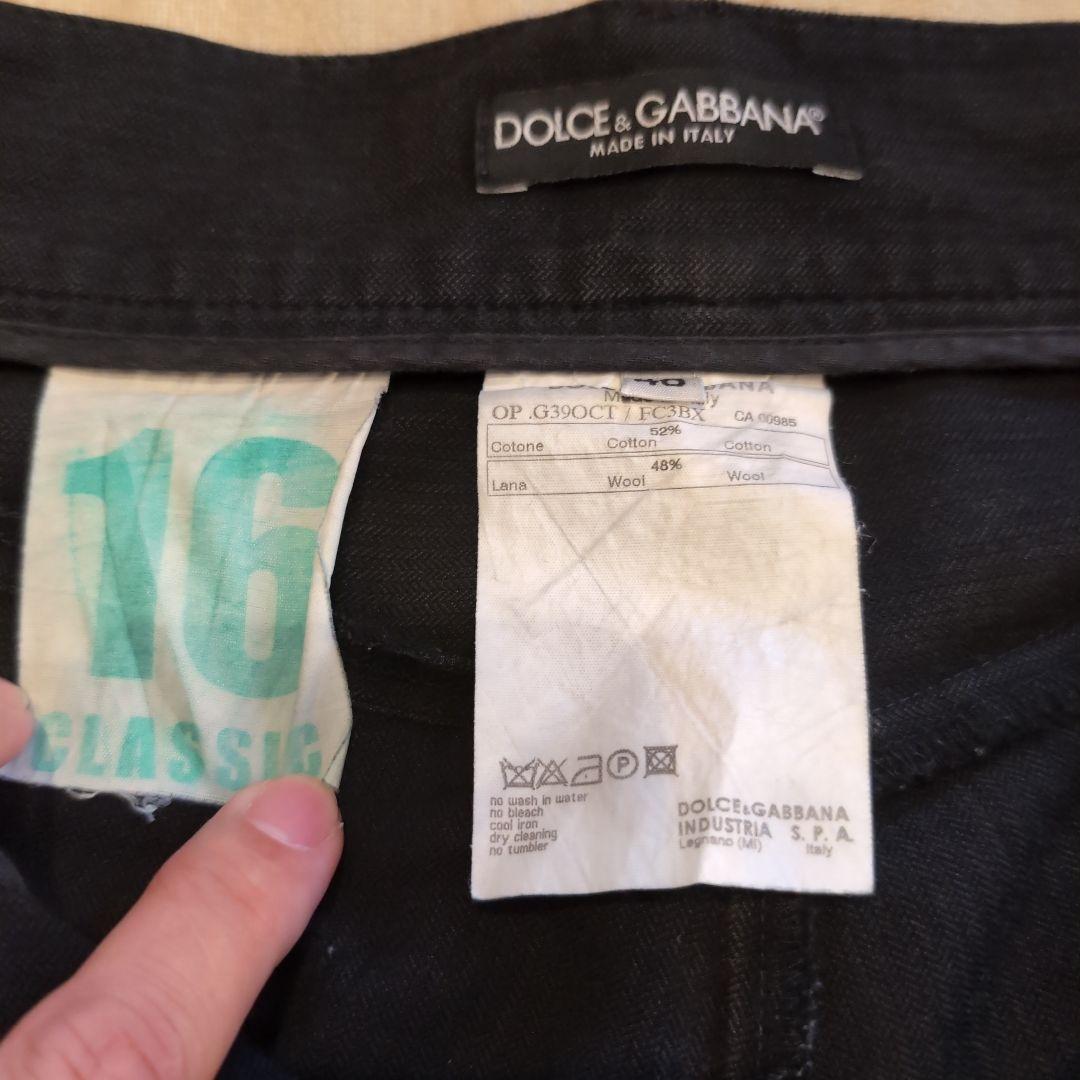 DOLCE & GABBANA®
MADE IN ITALY
16
CLASSIC
OP .G39OCT / FC3BX CA 00985
52%
Cotone Cotton Cotton
48%
Lana Wool Wool
no wash in water
no bleach
cool iron
dry cleaning
no tumbler
P
DOLCE&GABBANA
INDUSTRIA S. P. A.
Legnano (MI) Italy